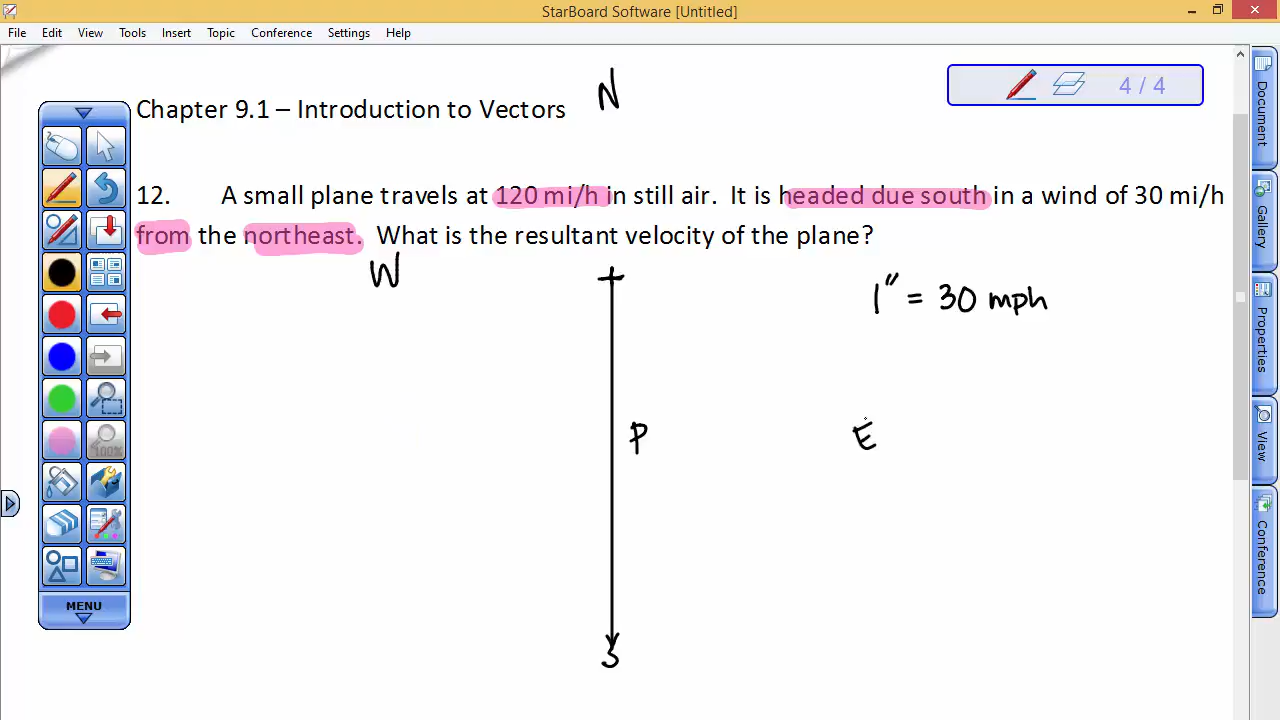 StarBoard Software [Untitled]
File Edit View Tools Insert Topic Conference Settings Help
N
4 / 4
Chapter 9.1 – Introduction to Vectors
12. A small plane travels at 120 mi/h in still air. It is headed due south in a wind of 30 mi/h
from the northeast. What is the resultant velocity of the plane?
W
1" = 30 mph
P
E
S
100%
MENU
Document
Gallery
Properties
View
Conference